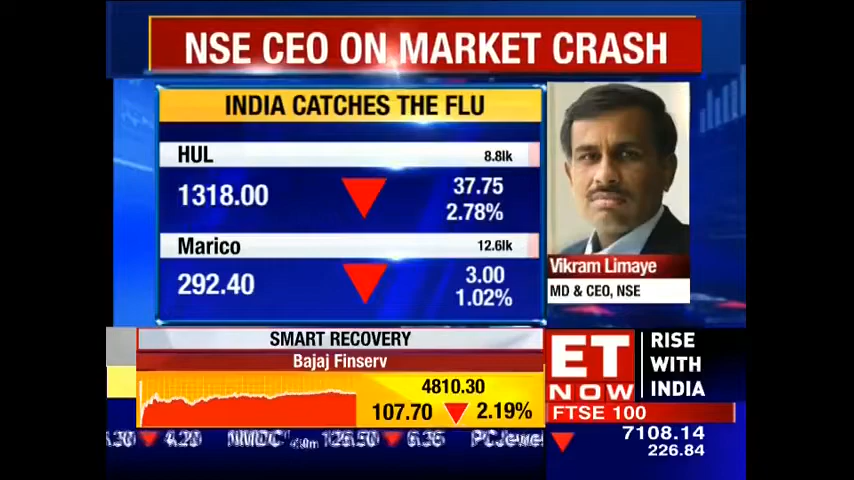 NSE CEO ON MARKET CRASH
INDIA CATCHES THE FLU
HUL 8.8lk
1318.00 37.75
2.78%
Marico 12.6lk
292.40 3.00
1.02%
Vikram Limaye
MD & CEO, NSE
SMART RECOVERY
Bajaj Finserv
4810.30
107.70 2.19%
ET
NOW
RISE
WITH
INDIA
FTSE 100
7108.14
226.84
4.20 NMDC 126.50 6.35 PCJewel